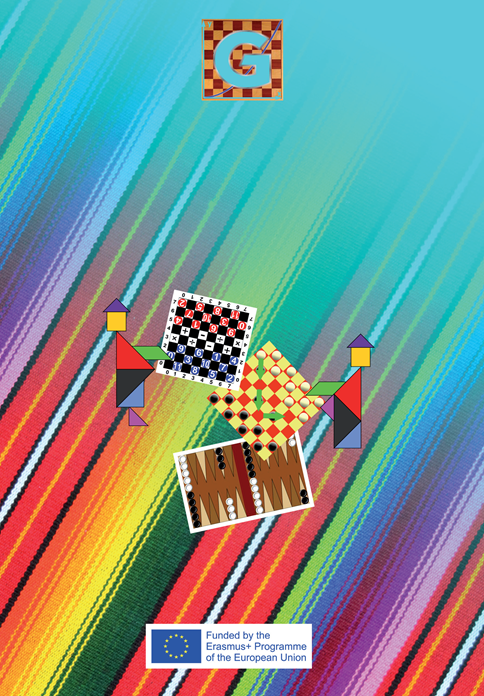 G
Funded by the
Erasmus+ Programme
of the European Union